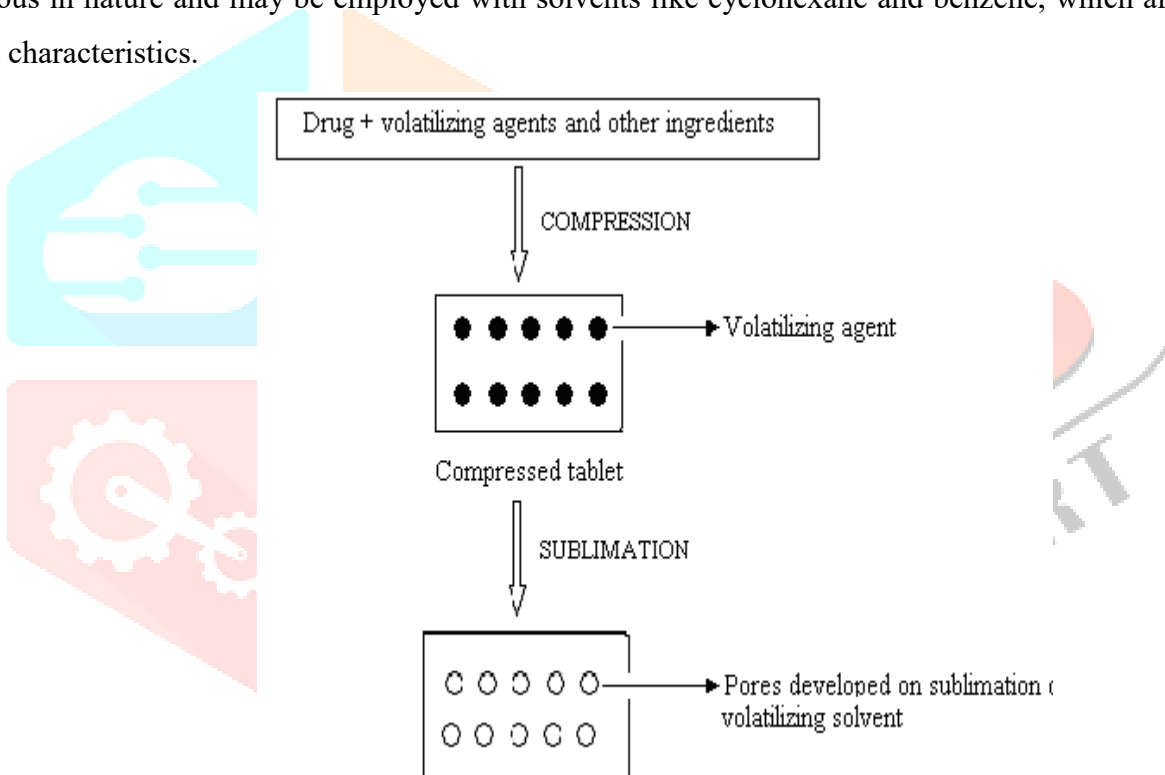 ous in nature and may be employed with solvents like cyclohexane and benzene, which a
characteristics.
Drug + volatilizing agents and other ingredients
COMPRESSION
Volatilizing agent
Compressed tablet
SUBLIMATION
Pores developed on sublimation
volatilizing solvent
RT